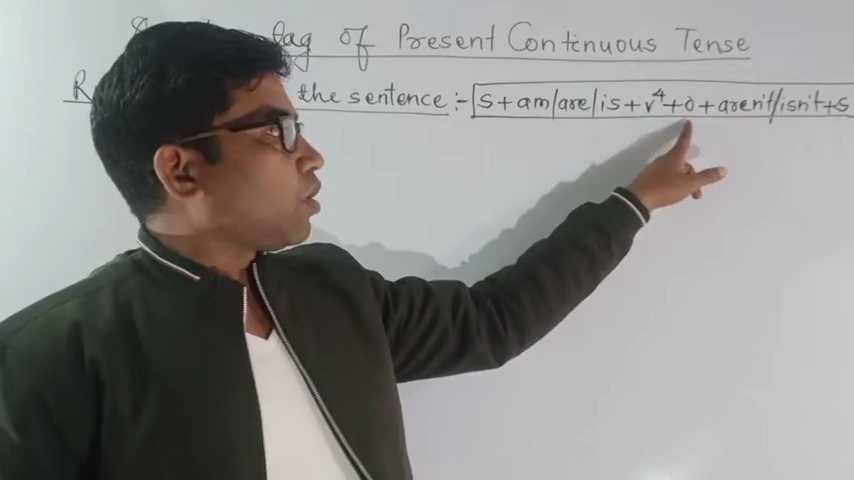 tag of Present Continuous Tense
R the sentence :- S + am/are/is + v⁴ + o + aren't/isn't + s